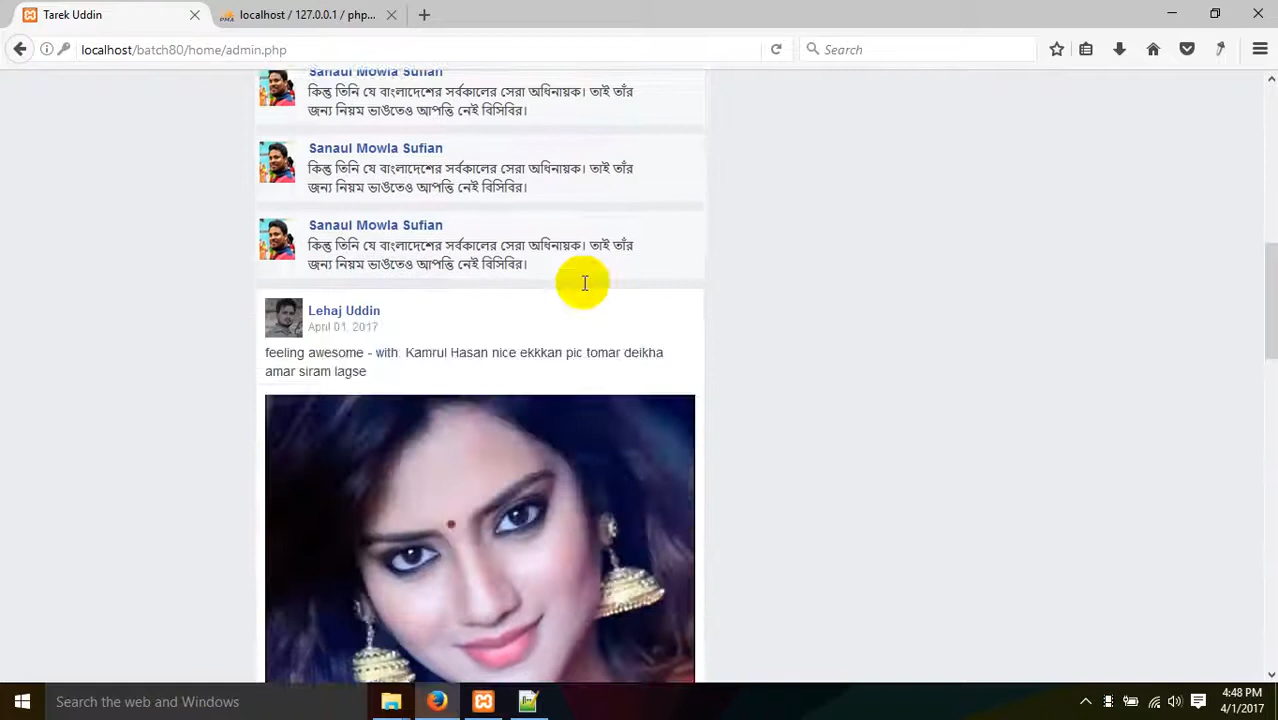 Tarek Uddin
localhost / 127.0.0.1 / php...
localhost/batch80/home/admin.php
Search
Sanaul Mowla Sufian
কিন্তু তিনি যে বাংলাদেশের সর্বকালের সেরা অধিনায়ক। তাই তাঁর
জন্য নিয়ম ভাঙতেও আপত্তি নেই বিসিবির।
Sanaul Mowla Sufian
কিন্তু তিনি যে বাংলাদেশের সর্বকালের সেরা অধিনায়ক। তাই তাঁর
জন্য নিয়ম ভাঙতেও আপত্তি নেই বিসিবির।
Sanaul Mowla Sufian
কিন্তু তিনি যে বাংলাদেশের সর্বকালের সেরা অধিনায়ক। তাই তাঁর
জন্য নিয়ম ভাঙতেও আপত্তি নেই বিসিবির।
Lehaj Uddin
April 01, 2017
feeling awesome - with Kamrul Hasan nice ekkkan pic tomar deikha
amar siram lagse
Search the web and Windows
4:48 PM
4/1/2017